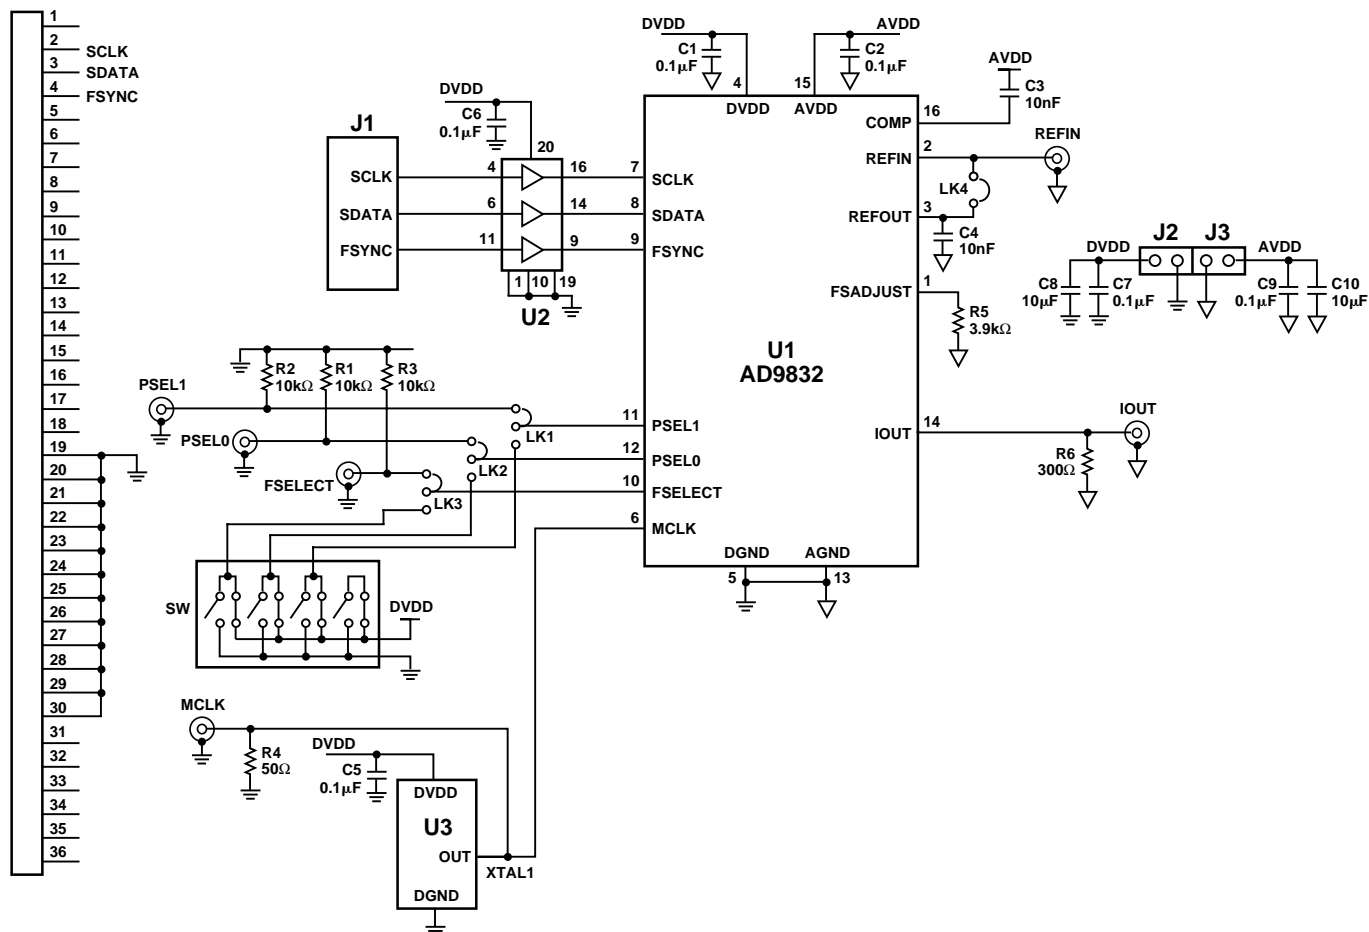 1
2
SCLK
3
SDATA
4
FSYNC
5
6
7
8
9
10
11
12
13
14
15
16
17
18
19
20
21
22
23
24
25
26
27
28
29
30
31
32
33
34
35
36
J1
SCLK
SDATA
FSYNC
DVDD
C6
0.1µF
20
4
16
6
14
11
9
1
10
19
U2
DVDD
C1
0.1µF
4
DVDD
AVDD
C2
0.1µF
15
AVDD
7
SCLK
8
SDATA
9
FSYNC
U1
AD9832
11
PSEL1
12
PSEL0
10
FSELECT
6
MCLK
DGND
5
AGND
13
COMP
16
REFIN
2
REFOUT
3
FSADJUST
1
IOUT
14
AVDD
C3
10nF
REFIN
LK4
C4
10nF
R5
3.9kΩ
IOUT
R6
300Ω
J2
J3
DVDD
AVDD
C8
10µF
C7
0.1µF
C9
0.1µF
C10
10µF
R2
10kΩ
R1
10kΩ
R3
10kΩ
PSEL1
PSEL0
FSELECT
LK1
LK2
LK3
SW
DVDD
MCLK
R4
50Ω
DVDD
C5
0.1µF
DVDD
U3
OUT
DGND
XTAL1